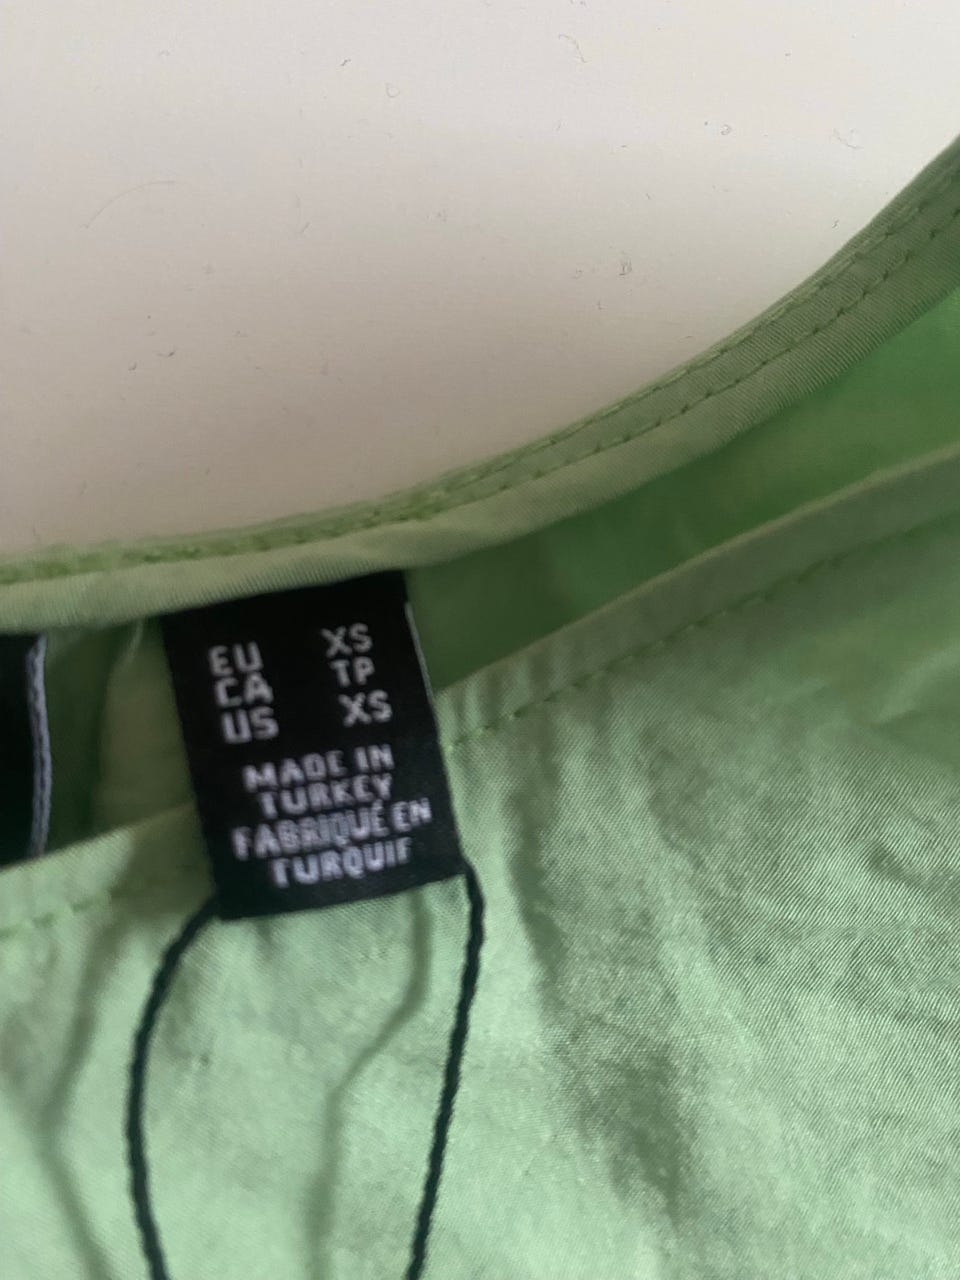 EU XS
CA TP
US XS
MADE IN
TURKEY
FABRIQUÉ EN
TURQUIE